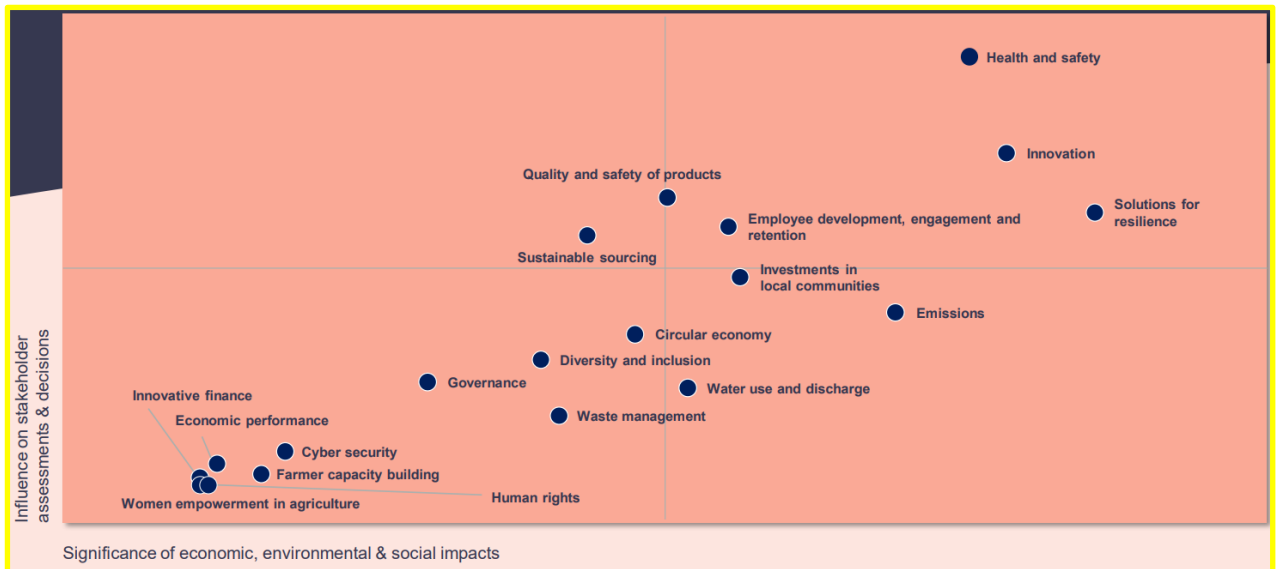 Health and safety
Innovation
Quality and safety of products
Solutions for
resilience
Employee development, engagement and
retention
Sustainable sourcing
Investments in
local communities
Emissions
Circular economy
Diversity and inclusion
Governance
Water use and discharge
Innovative finance
Waste management
Economic performance
Cyber security
Farmer capacity building
Human rights
Women empowerment in agriculture
Influence on stakeholder
assessments & decisions
Significance of economic, environmental & social impacts